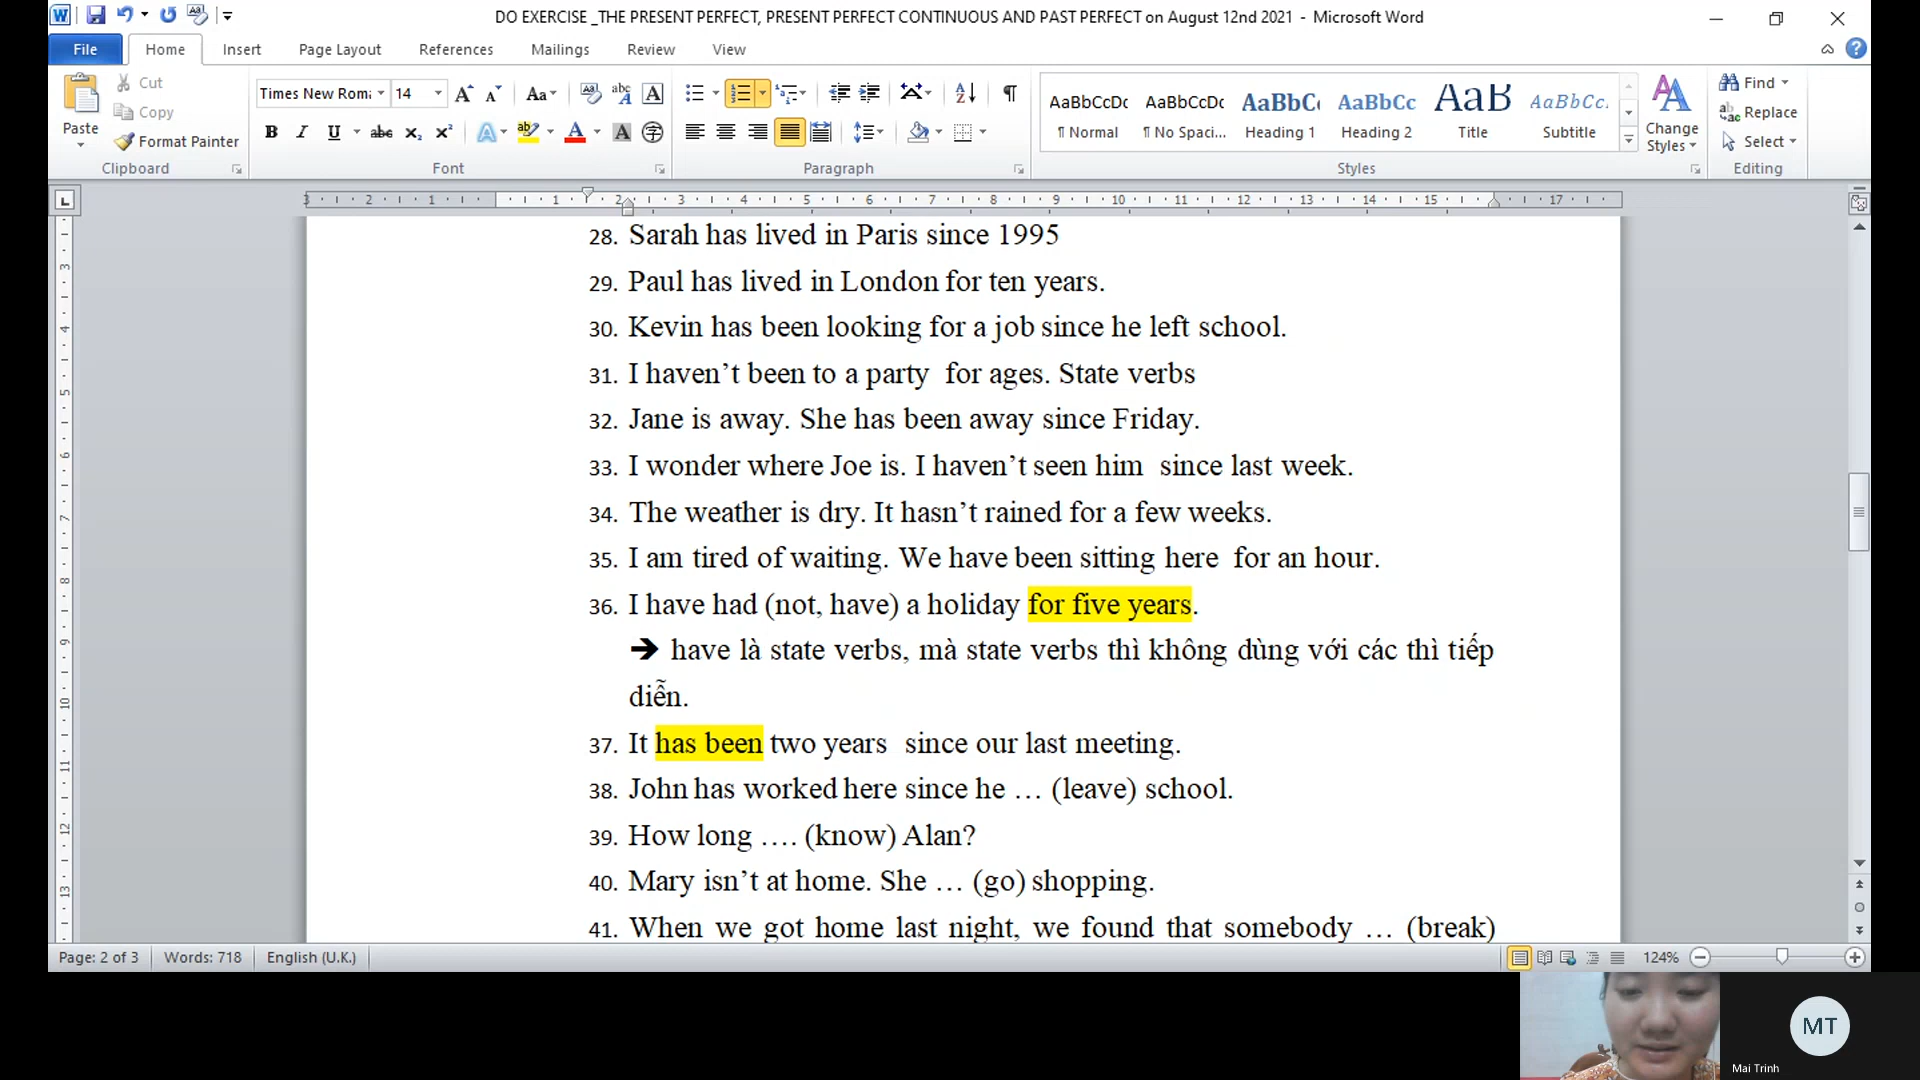 DO EXERCISE _THE PRESENT PERFECT, PRESENT PERFECT CONTINUOUS AND PAST PERFECT on August 12nd 2021 - Microsoft Word
File Home Insert Page Layout References Mailings Review View
Cut
Copy
Format Painter
Paste
Clipboard
Times New Roma 14
Font
Paragraph
AaBbCcDc AaBbCcDc AaBbC AaBbCc AaB AaBbCc.
¶ Normal ¶ No Spaci... Heading 1 Heading 2 Title Subtitle
Change Styles
Styles
Find
Replace
Select
Editing
28. Sarah has lived in Paris since 1995
29. Paul has lived in London for ten years.
30. Kevin has been looking for a job since he left school.
31. I haven’t been to a party for ages. State verbs
32. Jane is away. She has been away since Friday.
33. I wonder where Joe is. I haven’t seen him since last week.
34. The weather is dry. It hasn’t rained for a few weeks.
35. I am tired of waiting. We have been sitting here for an hour.
36. I have had (not, have) a holiday for five years.
➔ have là state verbs, mà state verbs thì không dùng với các thì tiếp
diễn.
37. It has been two years since our last meeting.
38. John has worked here since he … (leave) school.
39. How long …. (know) Alan?
40. Mary isn’t at home. She … (go) shopping.
41. When we got home last night, we found that somebody … (break)
Page: 2 of 3 Words: 718 English (U.K.) 124%
MT
Mai Trinh